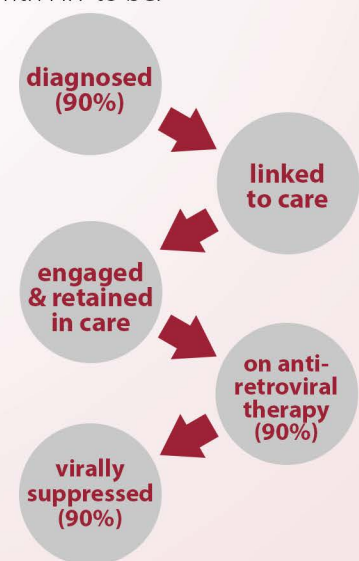 diagnosed
(90%)
linked
to care
engaged
& retained
in care
on anti-
retroviral
therapy
(90%)
virally
suppressed
(90%)